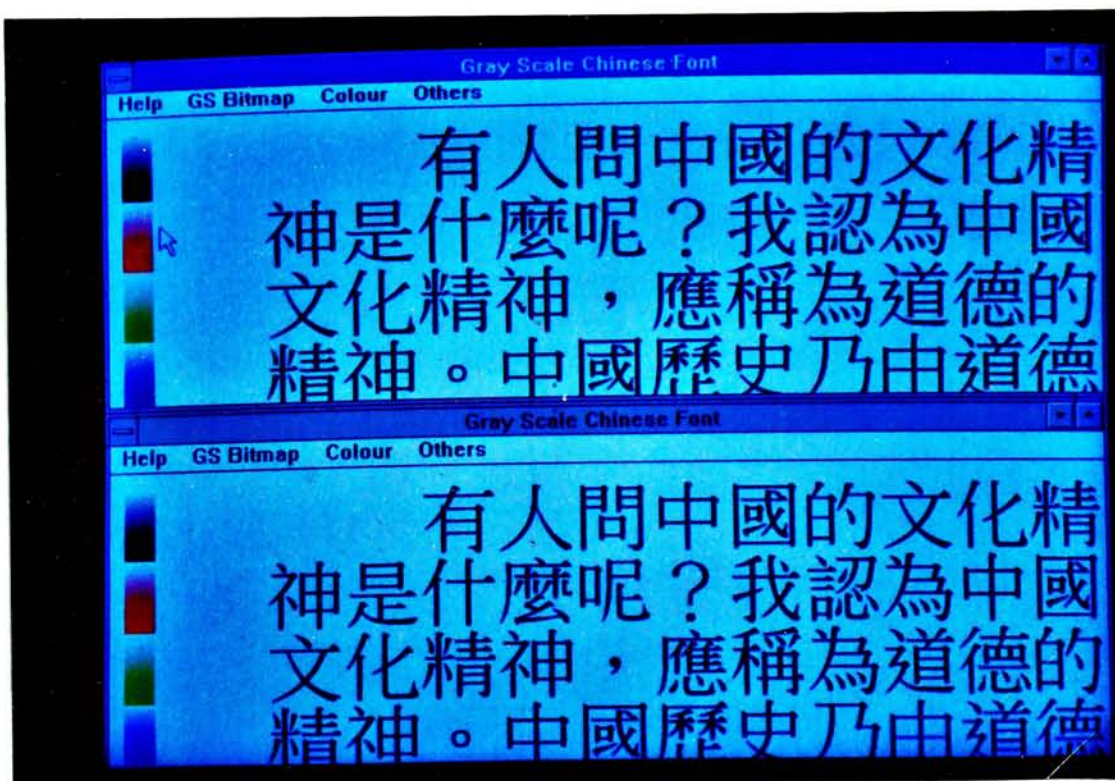 Gray Scale Chinese Font
Help GS Bitmap Colour Others
有人問中國的文化精
神是什麼呢？我認為中國
文化精神，應稱為道德的
精神。中國歷史乃由道德
Gray Scale Chinese Font
Help GS Bitmap Colour Others
有人問中國的文化精
神是什麼呢？我認為中國
文化精神，應稱為道德的
精神。中國歷史乃由道德